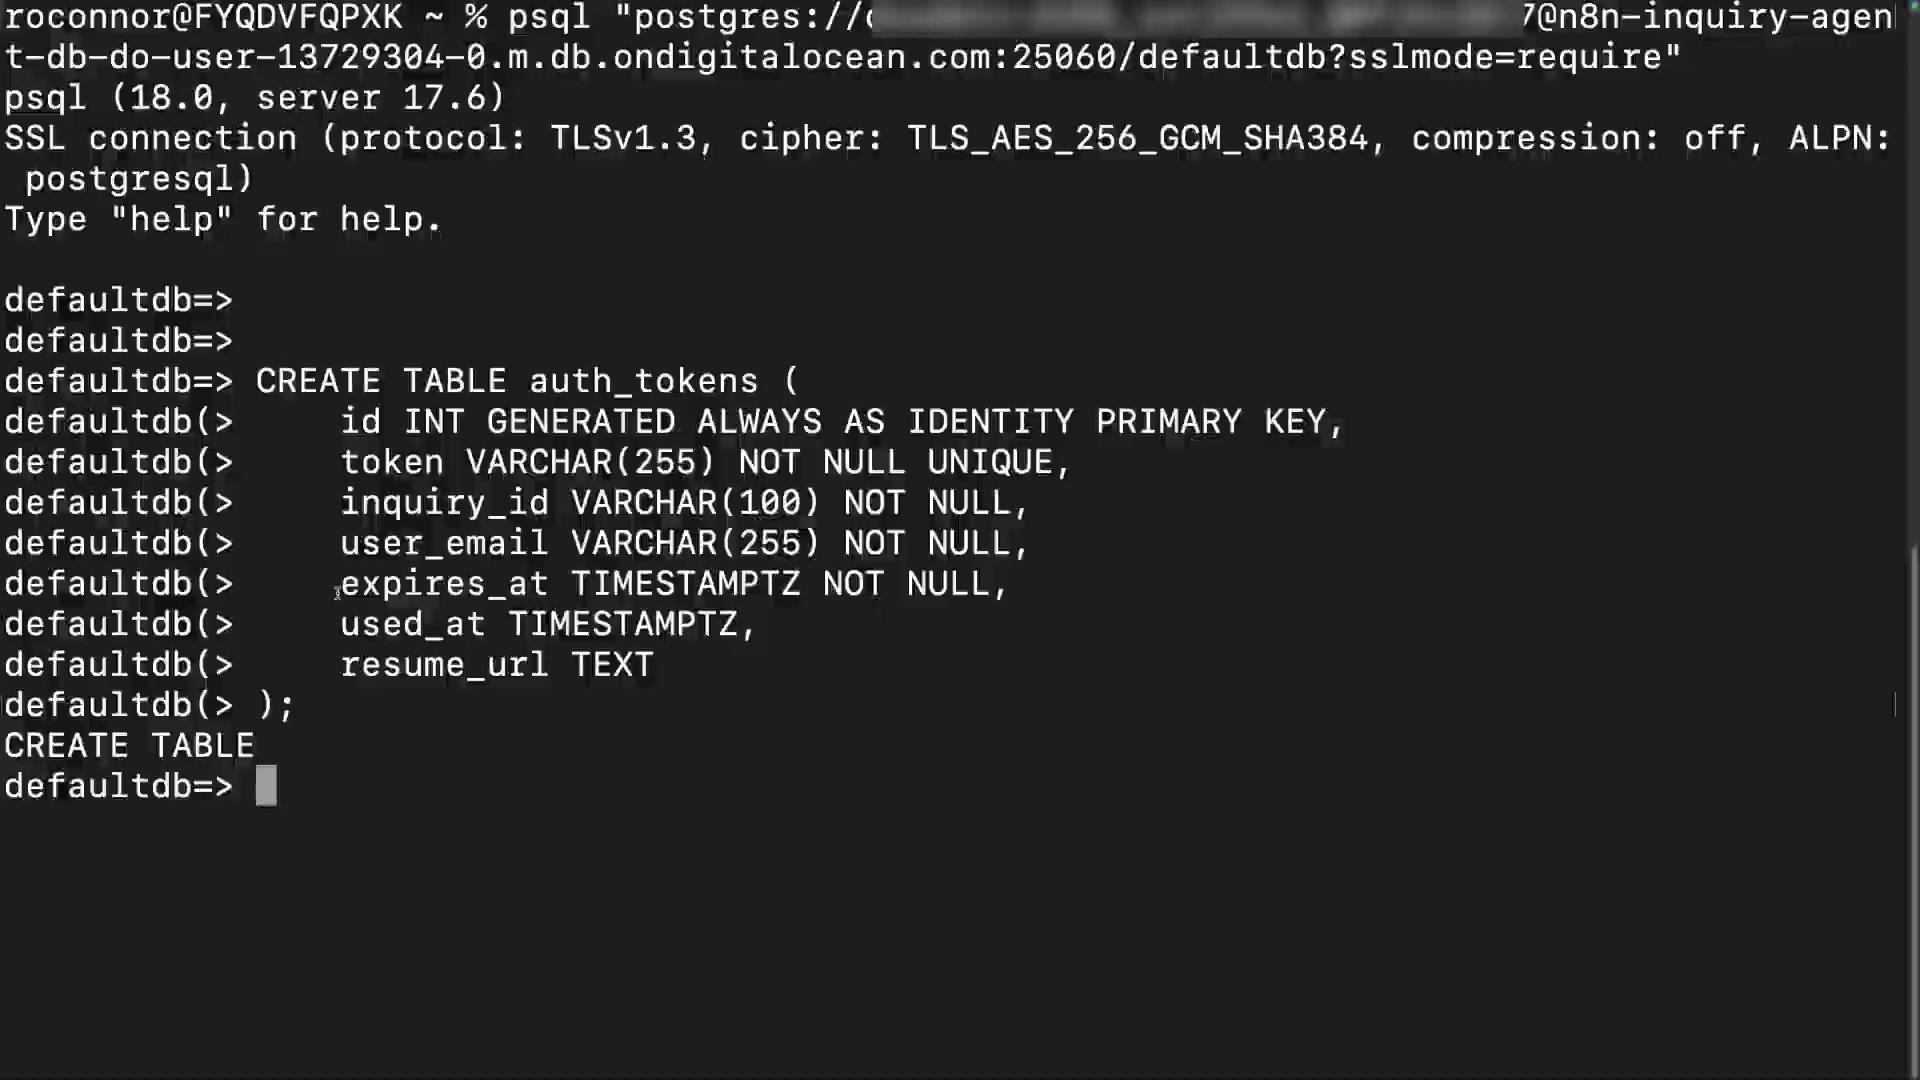 roconnor@FYQDVFQPXK ~ % psql "postgres://    7@n8n-inquiry-agen
t-db-do-user-13729304-0.m.db.ondigitalocean.com:25060/defaultdb?sslmode=require"
psql (18.0, server 17.6)
SSL connection (protocol: TLSv1.3, cipher: TLS_AES_256_GCM_SHA384, compression: off, ALPN:
 postgresql)
Type "help" for help.
defaultdb=>
defaultdb=>
defaultdb=> CREATE TABLE auth_tokens (
defaultdb(>     id INT GENERATED ALWAYS AS IDENTITY PRIMARY KEY,
defaultdb(>     token VARCHAR(255) NOT NULL UNIQUE,
defaultdb(>     inquiry_id VARCHAR(100) NOT NULL,
defaultdb(>     user_email VARCHAR(255) NOT NULL,
defaultdb(>     expires_at TIMESTAMPTZ NOT NULL,
defaultdb(>     used_at TIMESTAMPTZ,
defaultdb(>     resume_url TEXT
defaultdb(> );
CREATE TABLE
defaultdb=>